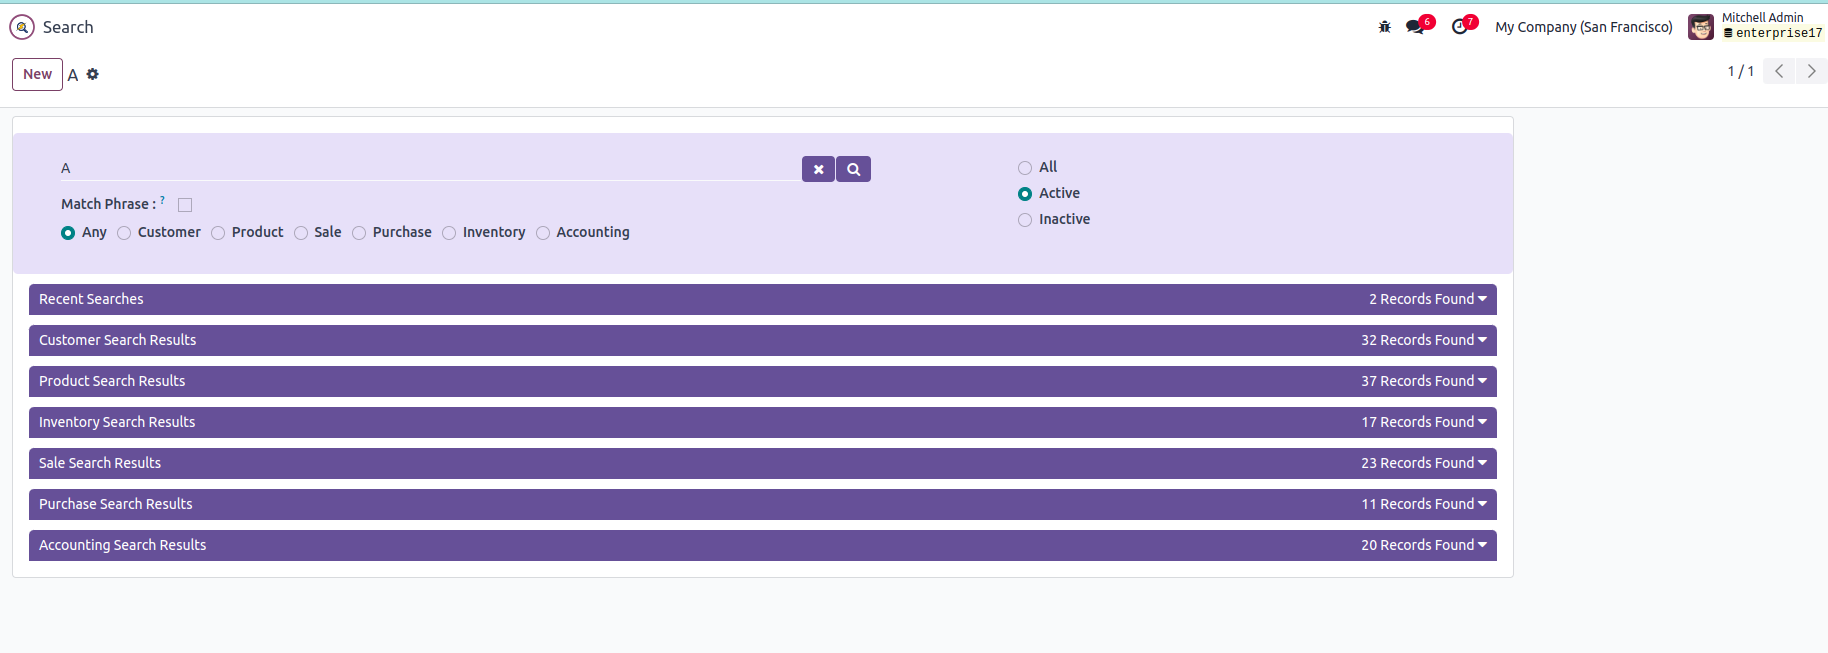 Search 6 7 My Company (San Francisco) Mitchell Admin
enterprise17
New A 1 / 1
A All
Active
Match Phrase : ? Inactive
Any Customer Product Sale Purchase Inventory Accounting
Recent Searches 2 Records Found
Customer Search Results 32 Records Found
Product Search Results 37 Records Found
Inventory Search Results 17 Records Found
Sale Search Results 23 Records Found
Purchase Search Results 11 Records Found
Accounting Search Results 20 Records Found